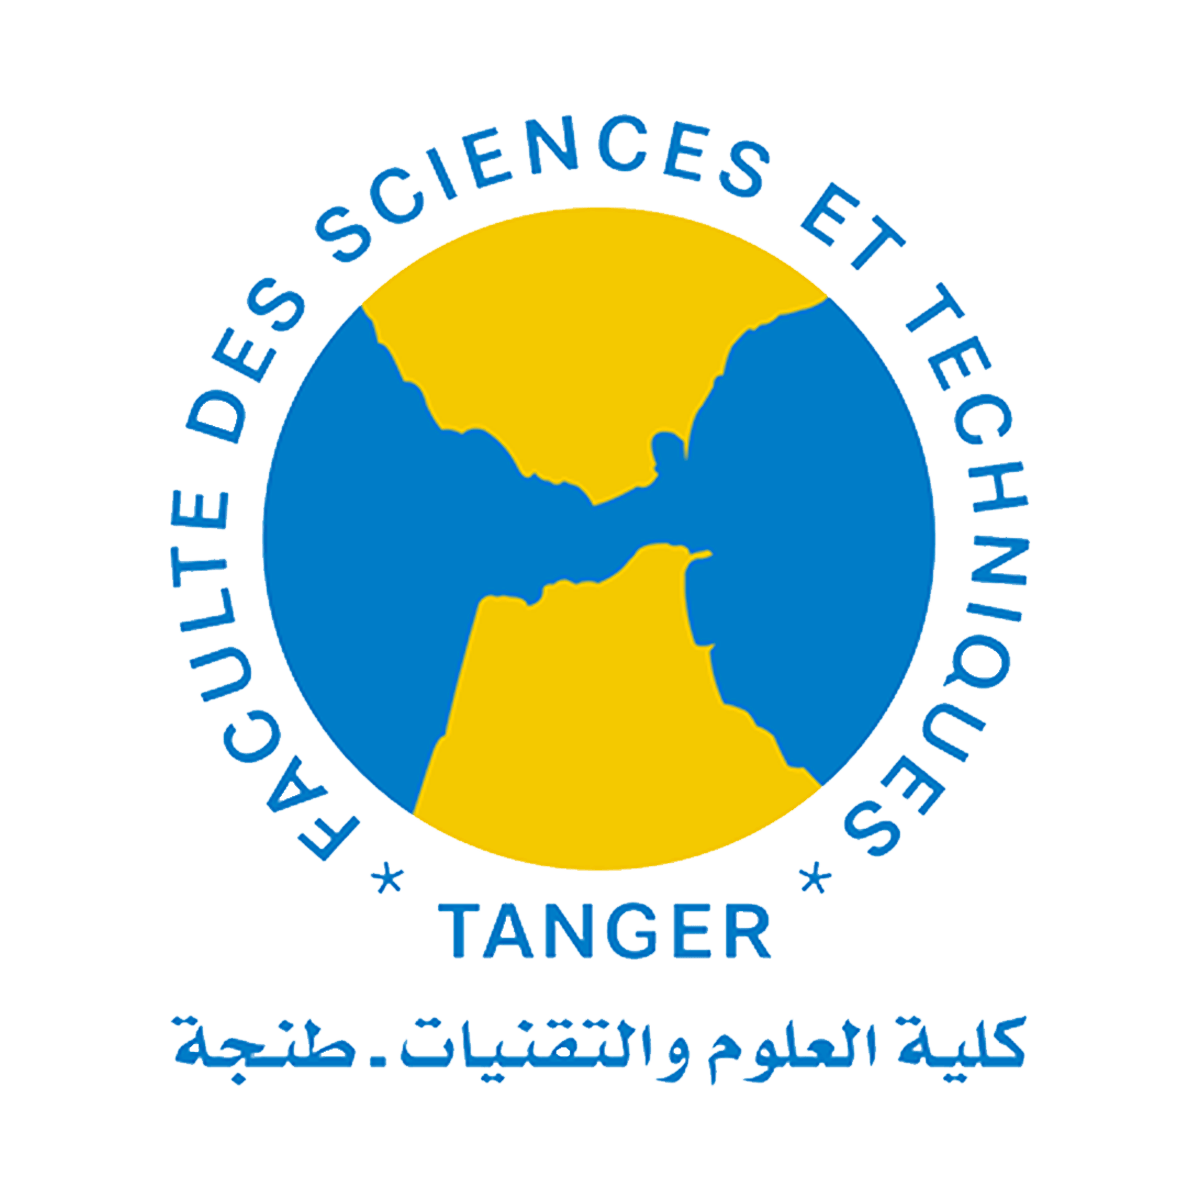 FACULTE DES SCIENCES ET TECHNIQUES
* TANGER *
كلية العلوم والتقنيات - طنجة